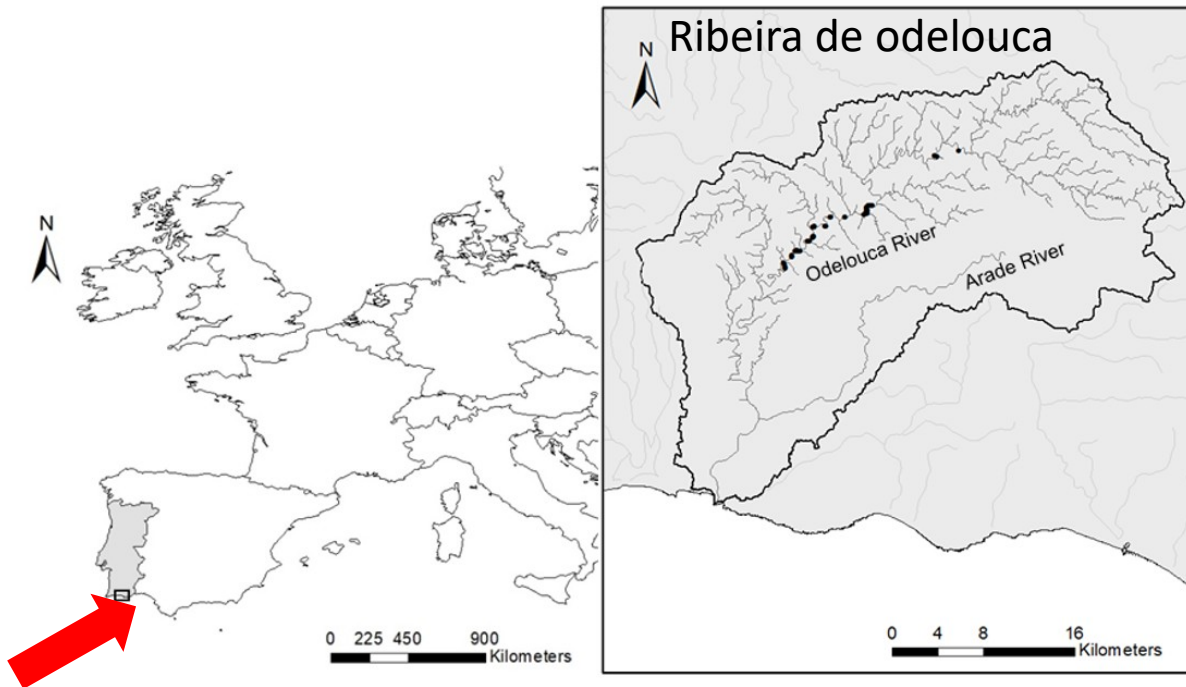 N
0 225 450 900
Kilometers
Ribeira de odelouca
N
Odelouca River
Arade River
0 4 8 16
Kilometers